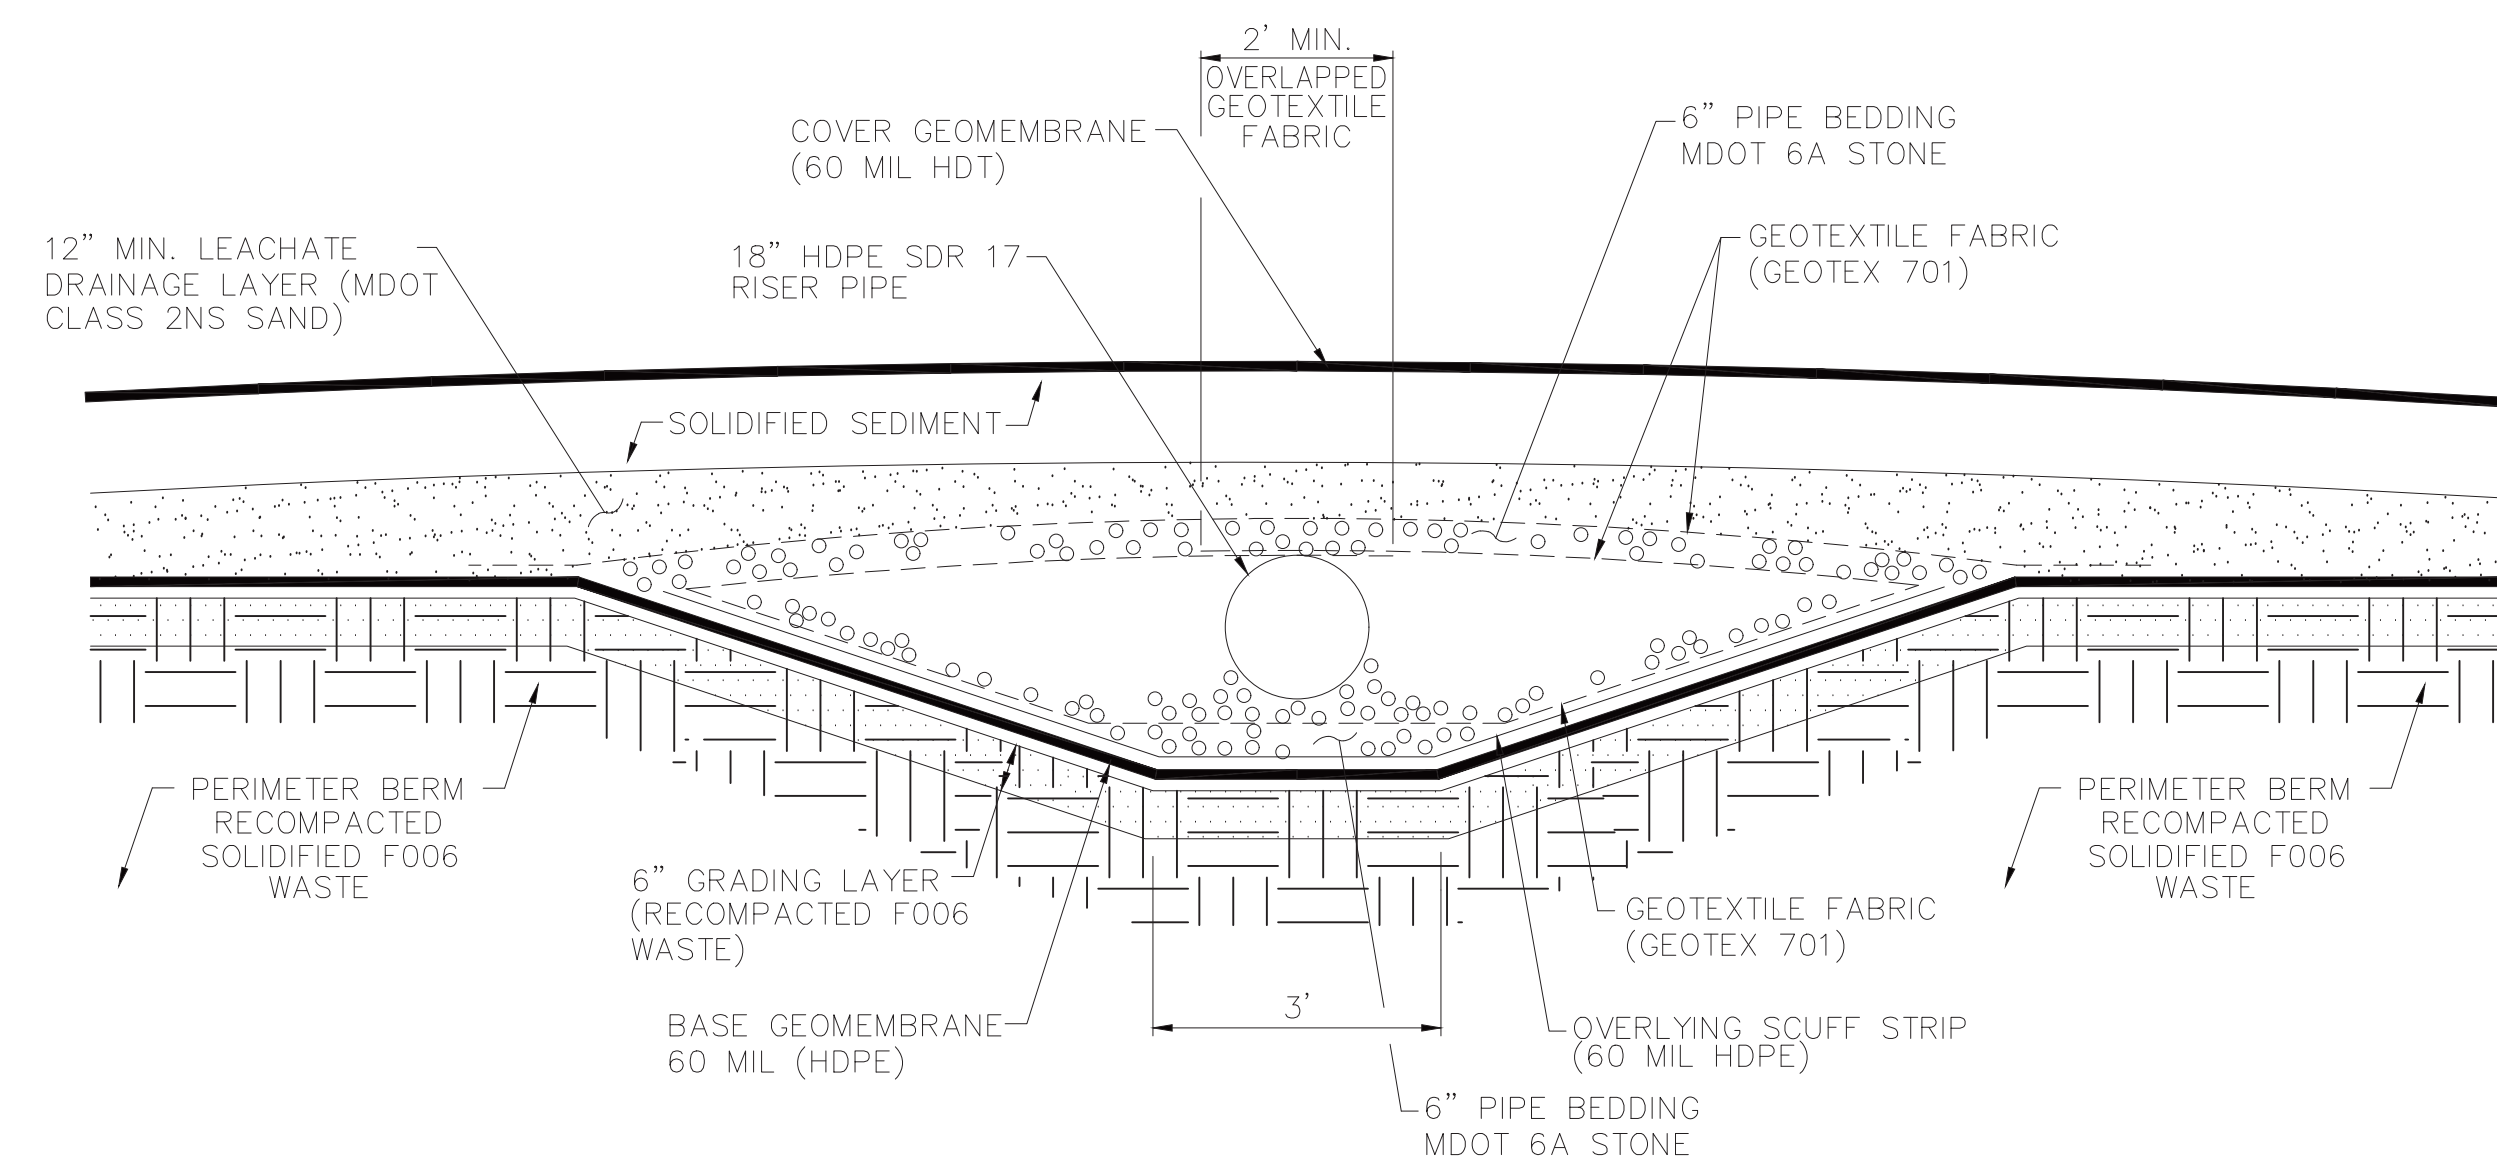 2' MIN.
OVERLAPPED
GEOTEXTILE
FABRIC
COVER GEOMEMBRANE
(60 MIL HDT)
6" PIPE BEDDING
MDOT 6A STONE
12" MIN. LEACHATE
DRAINAGE LAYER (MDOT
CLASS 2NS SAND)
18" HDPE SDR 17
RISER PIPE
GEOTEXTILE FABRIC
(GEOTEX 701)
SOLIDIFIED SEDIMENT
PERIMETER BERM
RECOMPACTED
SOLIDIFIED F006
WASTE
6" GRADING LAYER
(RECOMPACTED F006
WASTE)
BASE GEOMEMBRANE
60 MIL (HDPE)
3'
PERIMETER BERM
RECOMPACTED
SOLIDIFIED F006
WASTE
GEOTEXTILE FABRIC
(GEOTEX 701)
OVERLYING SCUFF STRIP
(60 MIL HDPE)
6" PIPE BEDDING
MDOT 6A STONE